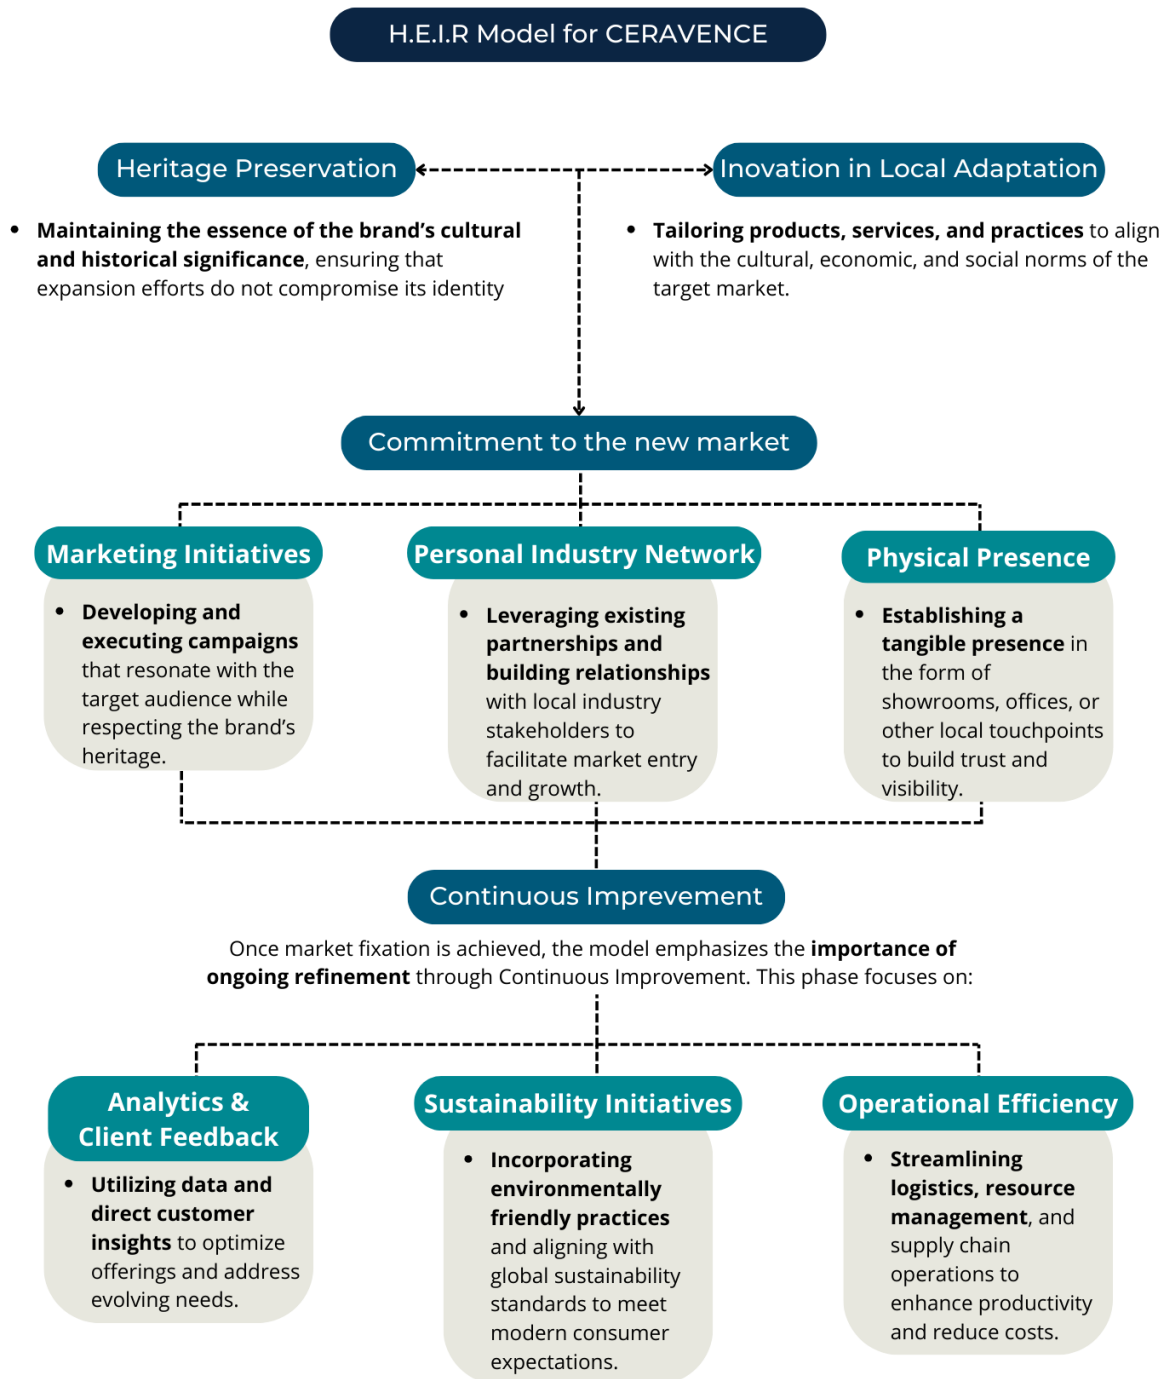 H.E.I.R Model for CERAVENCE
Heritage Preservation
• Maintaining the essence of the brand’s cultural
and historical significance, ensuring that
expansion efforts do not compromise its identity
Inovation in Local Adaptation
• Tailoring products, services, and practices to align
with the cultural, economic, and social norms of the
target market.
Commitment to the new market
Marketing Initiatives
• Developing and
executing campaigns
that resonate with the
target audience while
respecting the brand’s
heritage.
Personal Industry Network
• Leveraging existing
partnerships and
building relationships
with local industry
stakeholders to
facilitate market entry
and growth.
Physical Presence
• Establishing a
tangible presence in
the form of
showrooms, offices, or
other local touchpoints
to build trust and
visibility.
Continuous Imprevement
Once market fixation is achieved, the model emphasizes the importance of
ongoing refinement through Continuous Improvement. This phase focuses on:
Analytics &
Client Feedback
• Utilizing data and
direct customer
insights to optimize
offerings and address
evolving needs.
Sustainability Initiatives
• Incorporating
environmentally
friendly practices
and aligning with
global sustainability
standards to meet
modern consumer
expectations.
Operational Efficiency
• Streamlining
logistics, resource
management, and
supply chain
operations to
enhance productivity
and reduce costs.